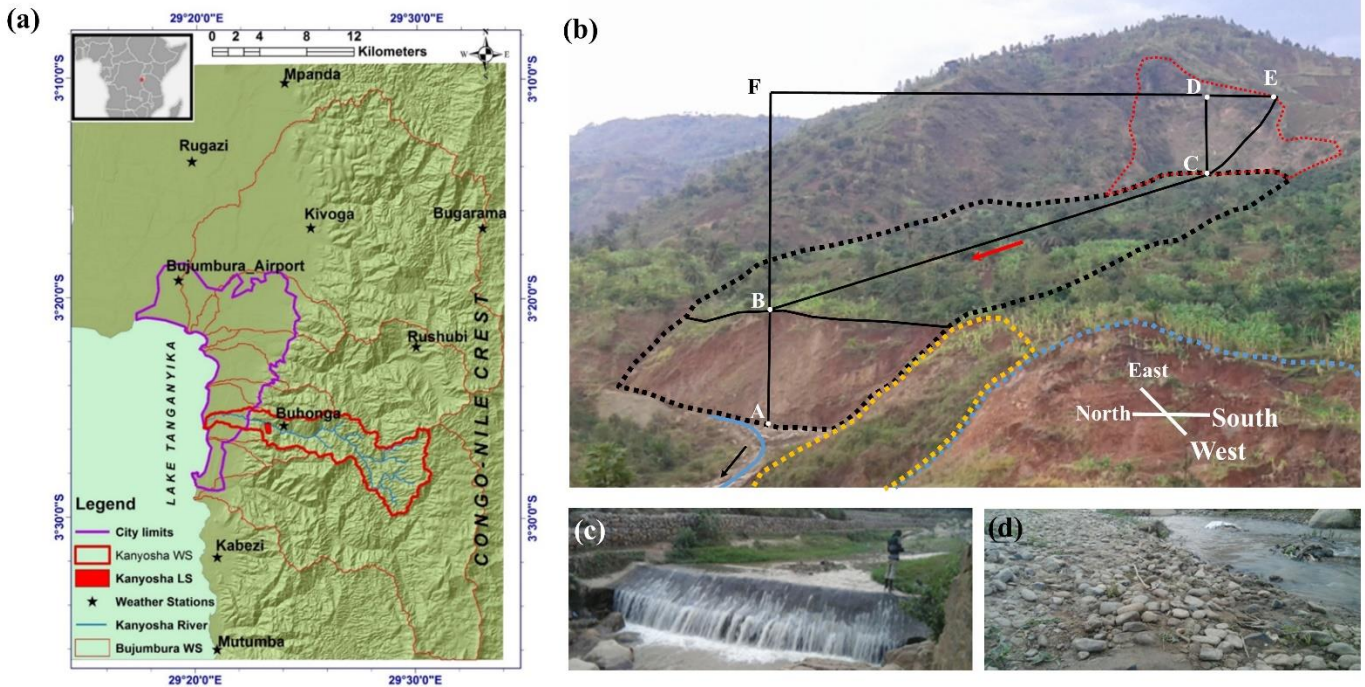 (a)
29°20'0"E
29°30'0"E
0 2 4 8 12
Kilometers
N
W E
S
3°10'0"S
3°10'0"S
Mpanda
Rugazi
Kivoga
Bugarama
Bujumbura_Airport
3°20'0"S
3°20'0"S
Rushubi
CONGO-NILE CREST
LAKE TANGANYIKA
Buhonga
Legend
City limits
Kanyosha WS
Kanyosha LS
Weather Stations
Kanyosha River
Bujumbura WS
3°30'0"S
3°30'0"S
Kabezi
Mutumba
29°20'0"E
29°30'0"E
(b)
F
D
E
C
B
A
East
North
South
West
(c)
(d)